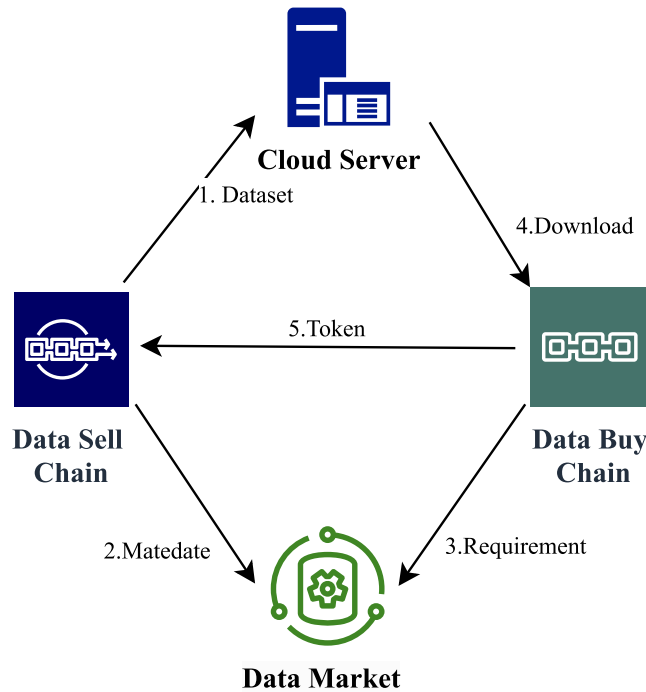 Cloud Server
1. Dataset
4.Download
5.Token
Data Sell
Chain
Data Buy
Chain
2.Matedate
3.Requirement
Data Market